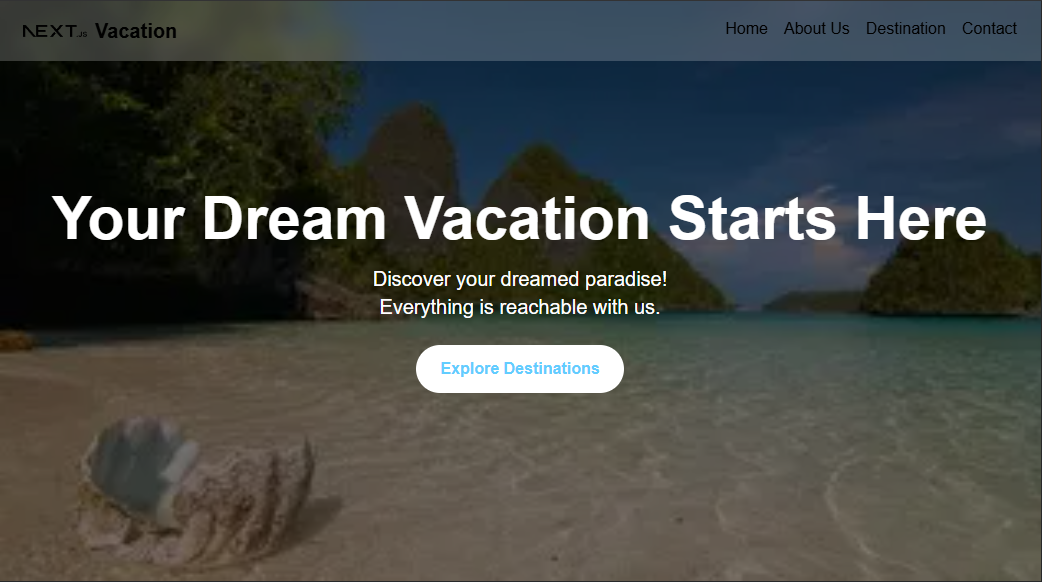 NEXT.JS Vacation
Home About Us Destination Contact
Your Dream Vacation Starts Here
Discover your dreamed paradise!
Everything is reachable with us.
Explore Destinations